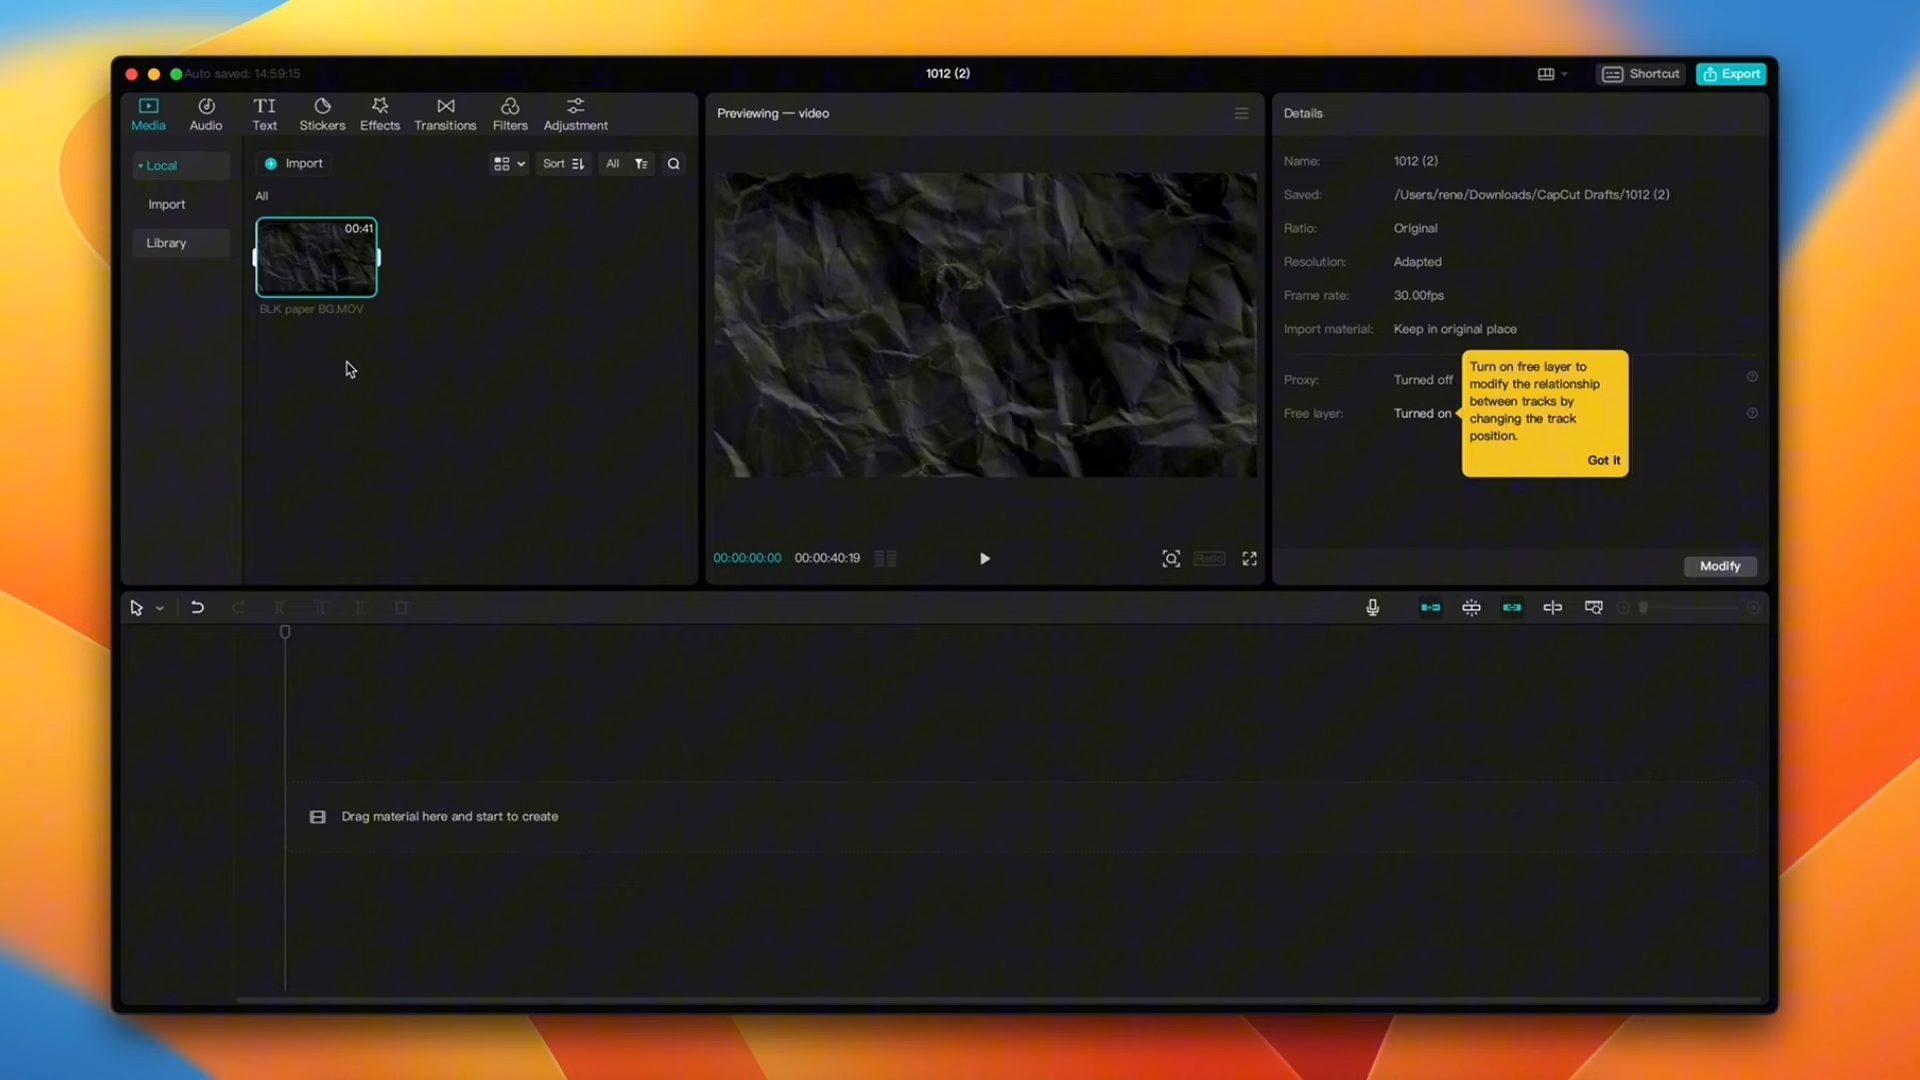 Auto saved: 14:59:15
1012 (2)
Shortcut
Export
Media
Audio
TI
Text
Stickers
Effects
Transitions
Filters
Adjustment
Local
Import
Library
Import
Sort
All
All
00:41
BLK paper BG.MOV
Previewing — video
00:00:00:00
00:00:40:19
Ratio
Details
Name:
1012 (2)
Saved:
/Users/rene/Downloads/CapCut Drafts/1012 (2)
Ratio:
Original
Resolution:
Adapted
Frame rate:
30.00fps
Import material:
Keep in original place
Proxy:
Turned off
Free layer:
Turned on
Turn on free layer to
modify the relationship
between tracks by
changing the track
position.
Got it
Modify
Drag material here and start to create